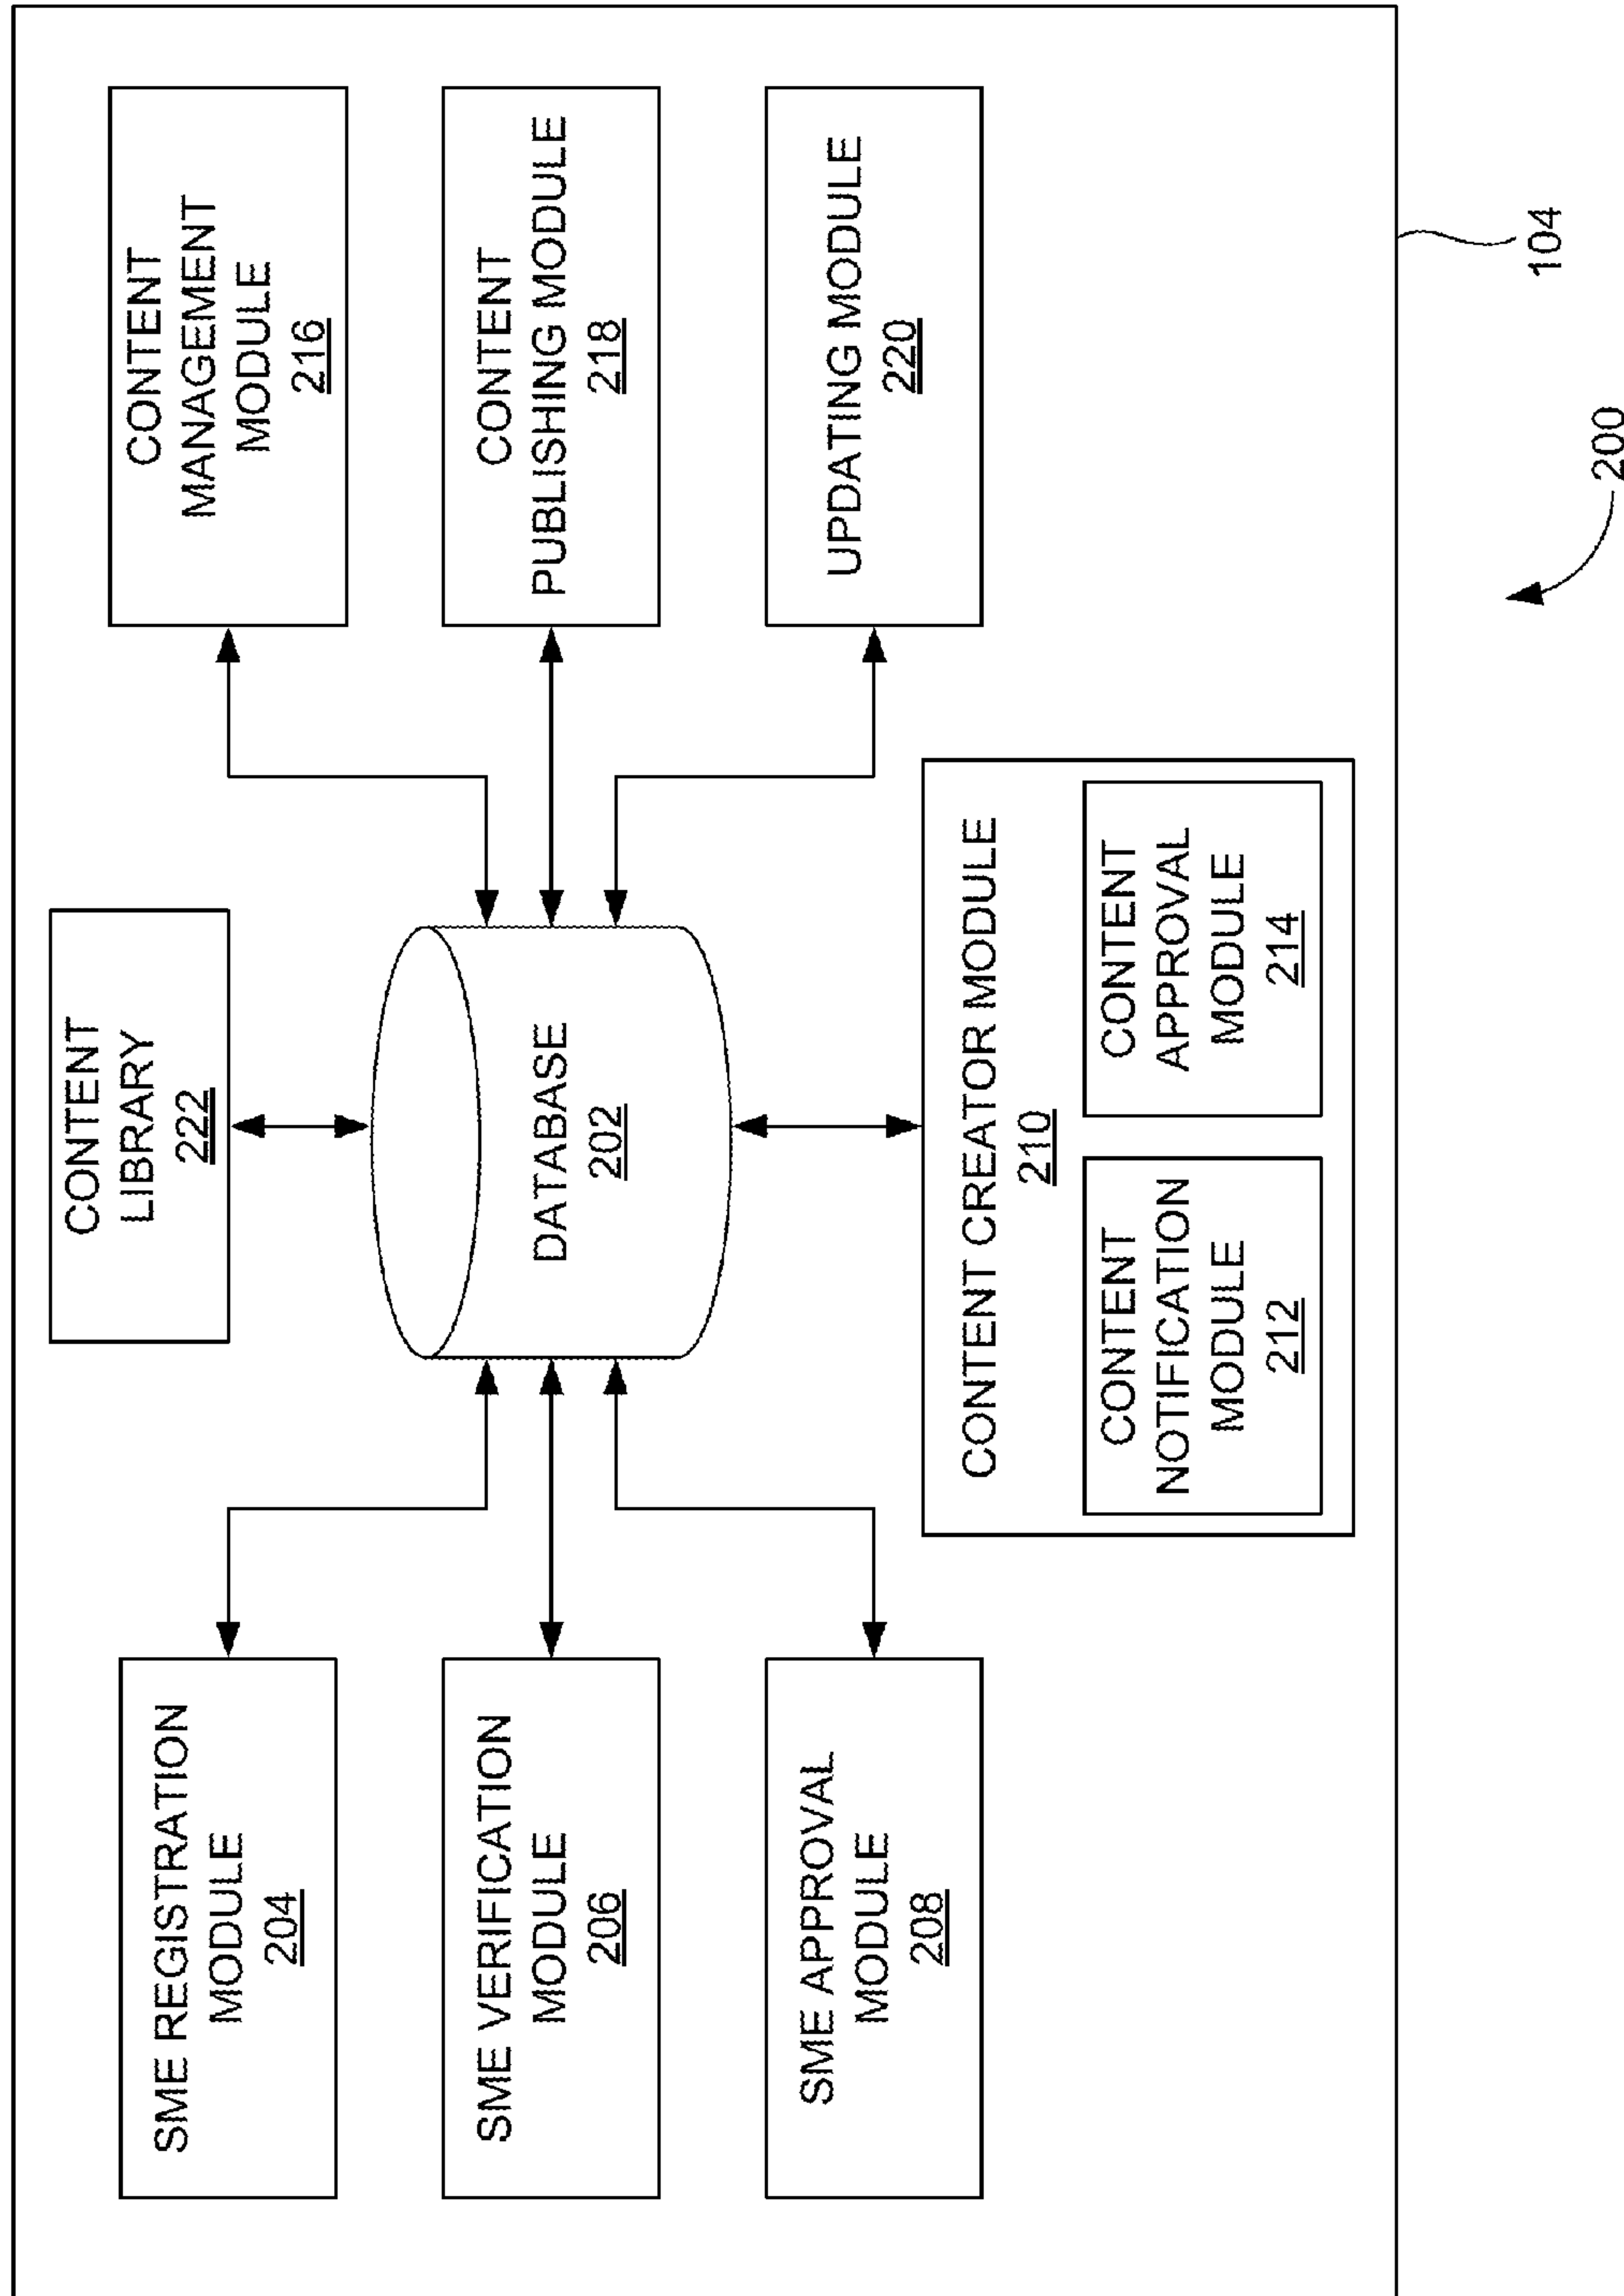 CONTENT
LIBRARY
222
SME REGISTRATION
MODULE
204
SME VERIFICATION
MODULE
206
SME APPROVAL
MODULE
208
DATABASE
202
CONTENT
MANAGEMENT
MODULE
216
CONTENT
PUBLISHING MODULE
218
UPDATING MODULE
220
CONTENT CREATOR MODULE
210
CONTENT
NOTIFICATION
MODULE
212
CONTENT
APPROVAL
MODULE
214
104
200